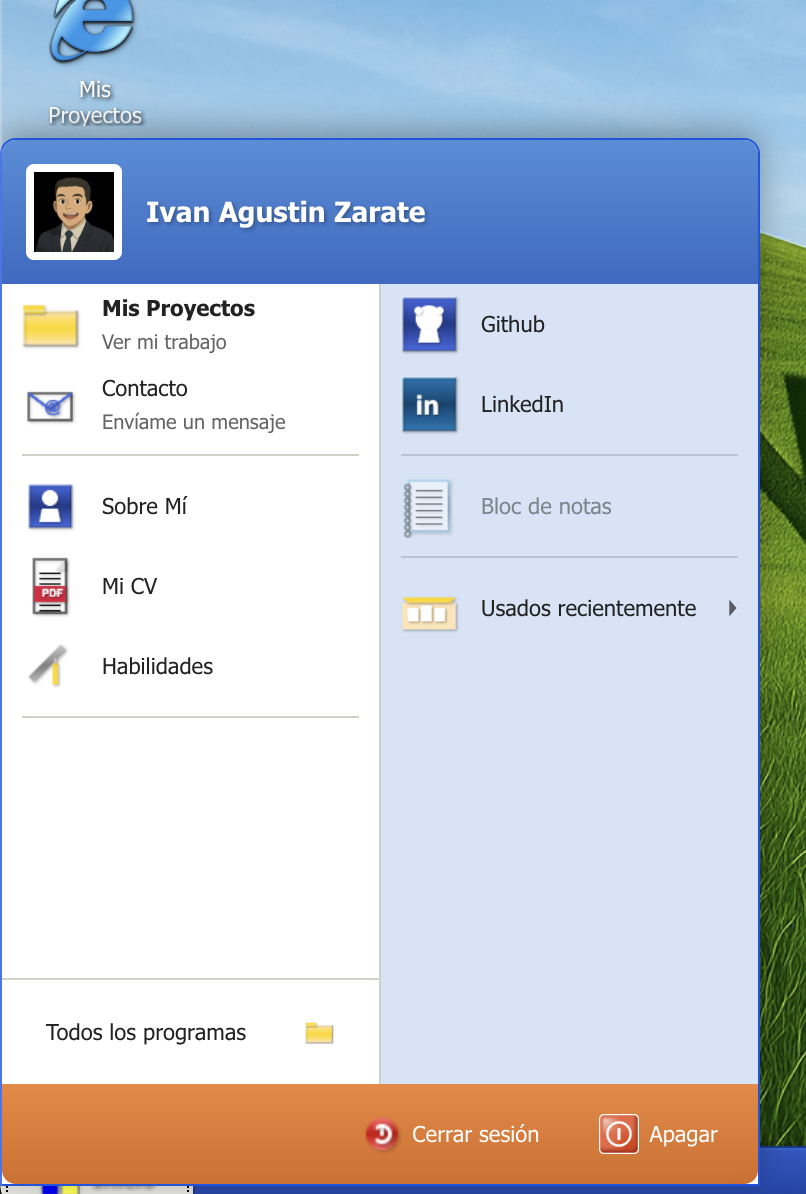 Mis
Proyectos
Ivan Agustin Zarate
Mis Proyectos
Ver mi trabajo
Contacto
Envíame un mensaje
Sobre Mí
PDF
Mi CV
Habilidades
Todos los programas
Github
in
LinkedIn
Bloc de notas
Usados recientemente
Cerrar sesión
Apagar